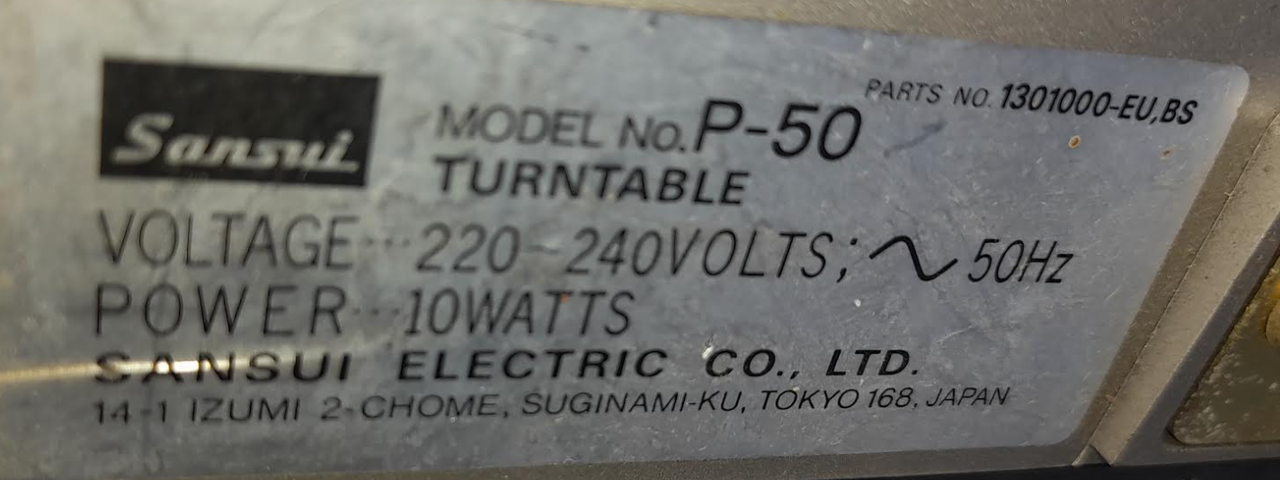 Sansui
MODEL No. P-50
PARTS NO. 1301000-EU,BS
TURNTABLE
VOLTAGE···220-240VOLTS; ∿ 50Hz
POWER···10WATTS
SANSUI ELECTRIC CO., LTD.
14-1 IZUMI 2-CHOME, SUGINAMI-KU, TOKYO 168, JAPAN